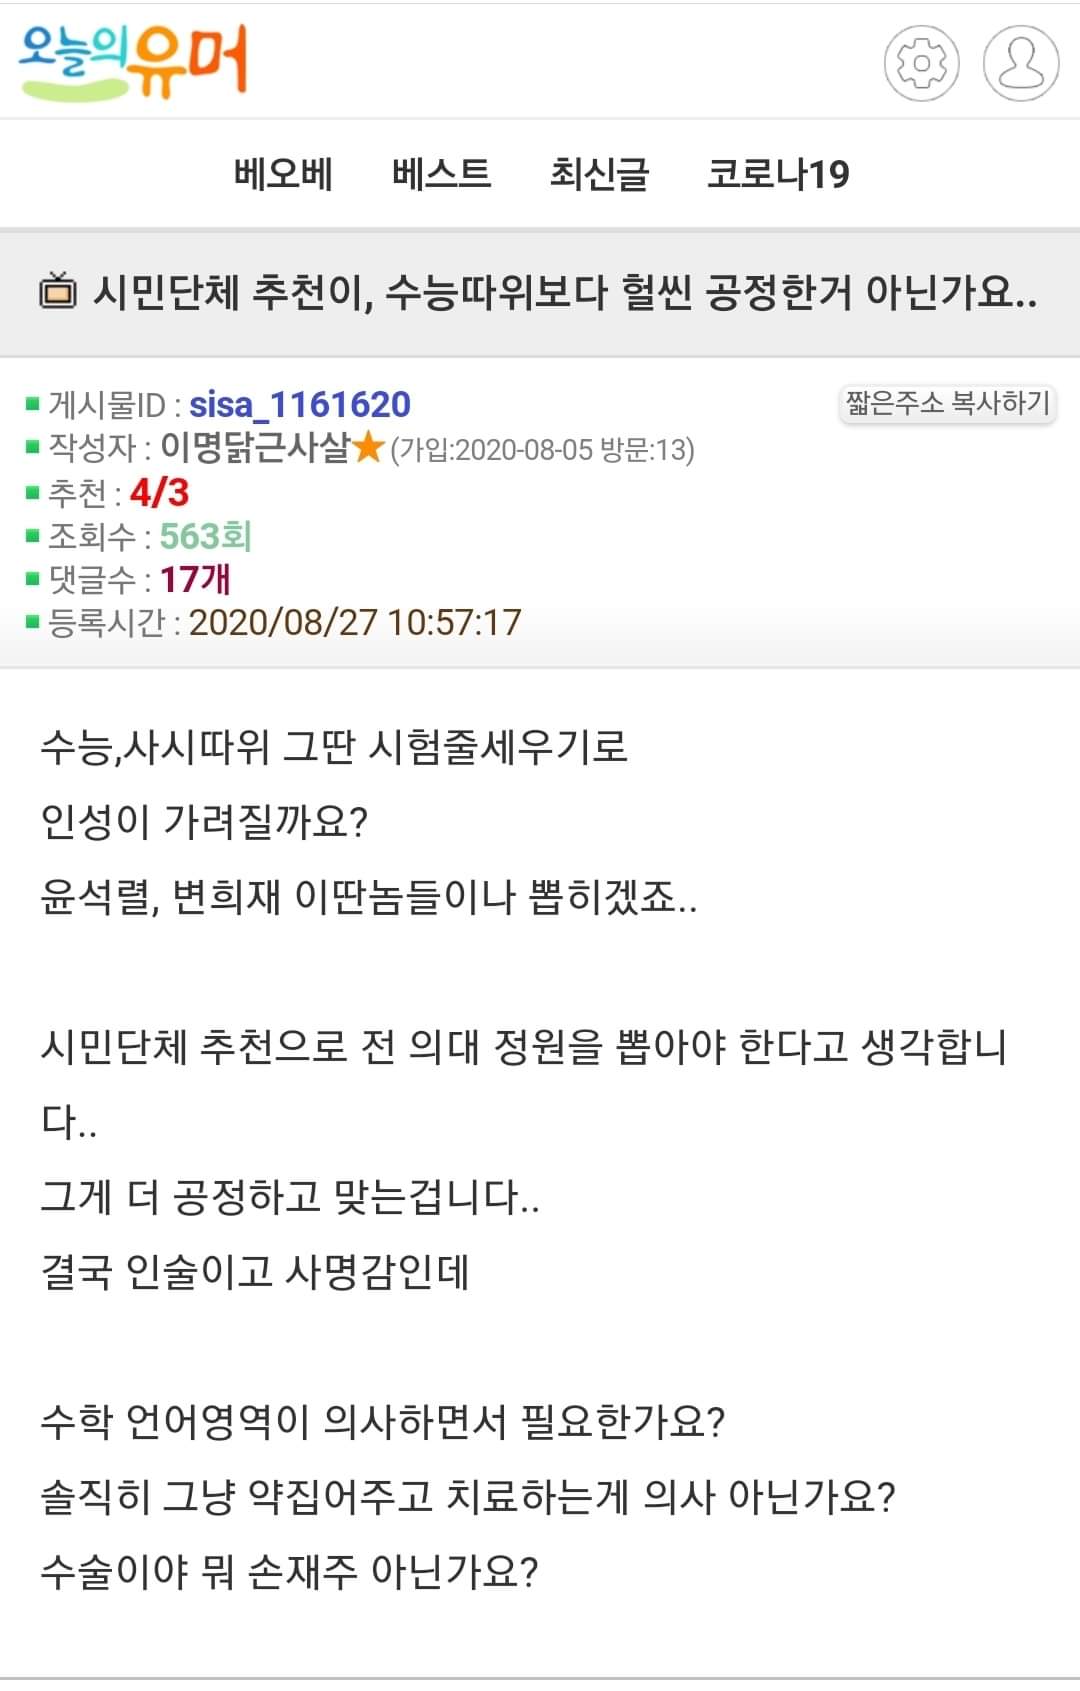 오늘의유머
베오베 베스트 최신글 코로나19
시민단체 추천이, 수능따위보다 헐씬 공정한거 아닌가요..
게시물ID : sisa_1161620
짧은주소 복사하기
작성자 : 이명닭근사살★(가입:2020-08-05 방문:13)
추천 : 4/3
조회수 : 563회
댓글수 : 17개
등록시간 : 2020/08/27 10:57:17
수능,사시따위 그딴 시험줄세우기로
인성이 가려질까요?
윤석렬, 변희재 이딴놈들이나 뽑히겠죠..
시민단체 추천으로 전 의대 정원을 뽑아야 한다고 생각합니
다..
그게 더 공정하고 맞는겁니다..
결국 인술이고 사명감인데
수학 언어영역이 의사하면서 필요한가요?
솔직히 그냥 약집어주고 치료하는게 의사 아닌가요?
수술이야 뭐 손재주 아닌가요?